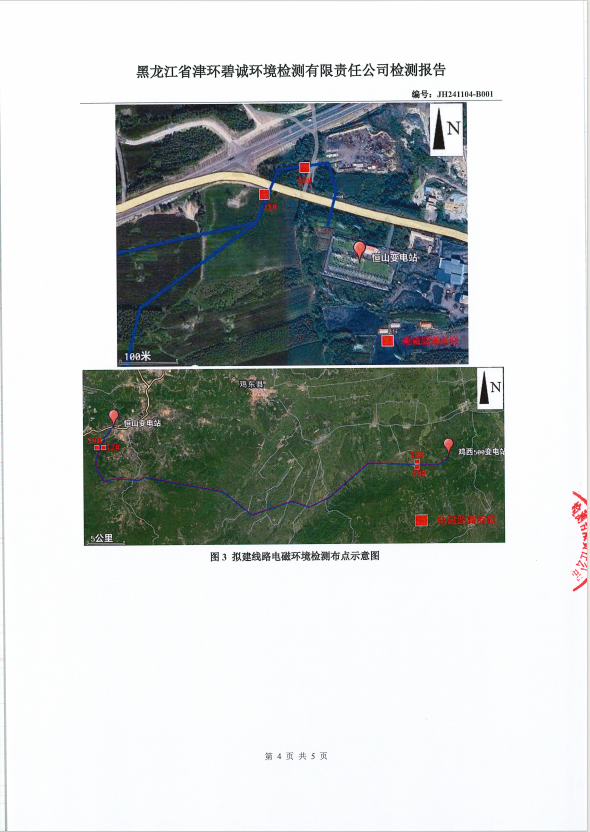 黑龙江省津环碧诚环境检测有限责任公司检测报告
编号：JH241104-B001
N
恒山变电站
100米
N
鸡东县
恒山变电站
鸡西500变电站
5公里
图 3 拟建线路电磁环境检测布点示意图
第 4 页 共 5 页